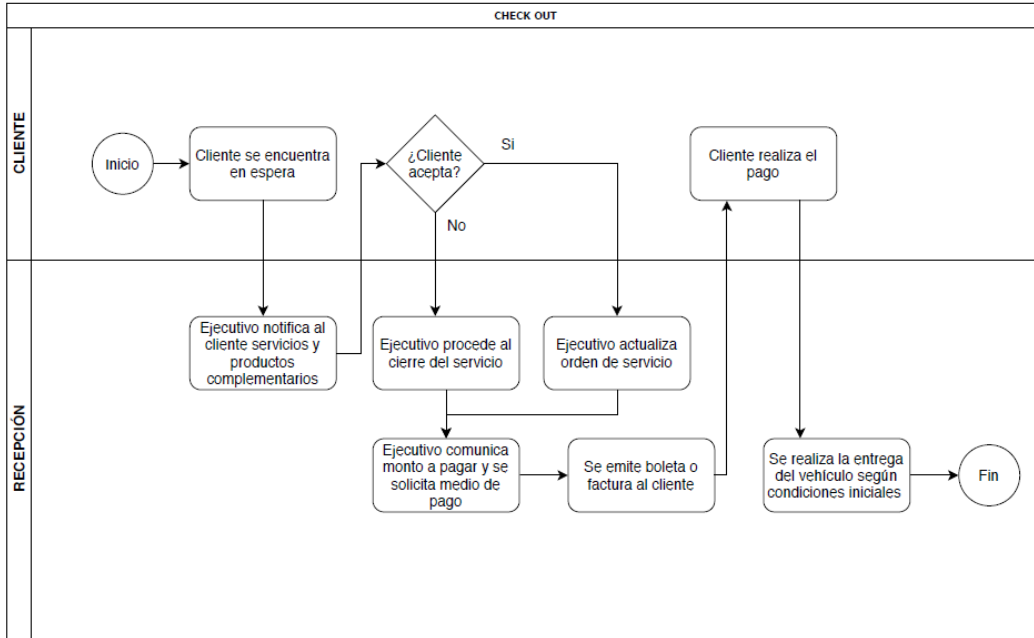 CHECK OUT
CLIENTE
Inicio
Cliente se encuentra
en espera
¿Cliente
acepta?
Si
No
Cliente realiza el
pago
RECEPCIÓN
Ejecutivo notifica al
cliente servicios y
productos
complementarios
Ejecutivo procede al
cierre del servicio
Ejecutivo actualiza
orden de servicio
Ejecutivo comunica
monto a pagar y se
solicita medio de
pago
Se emite boleta o
factura al cliente
Se realiza la entrega
del vehículo según
condiciones iniciales
Fin